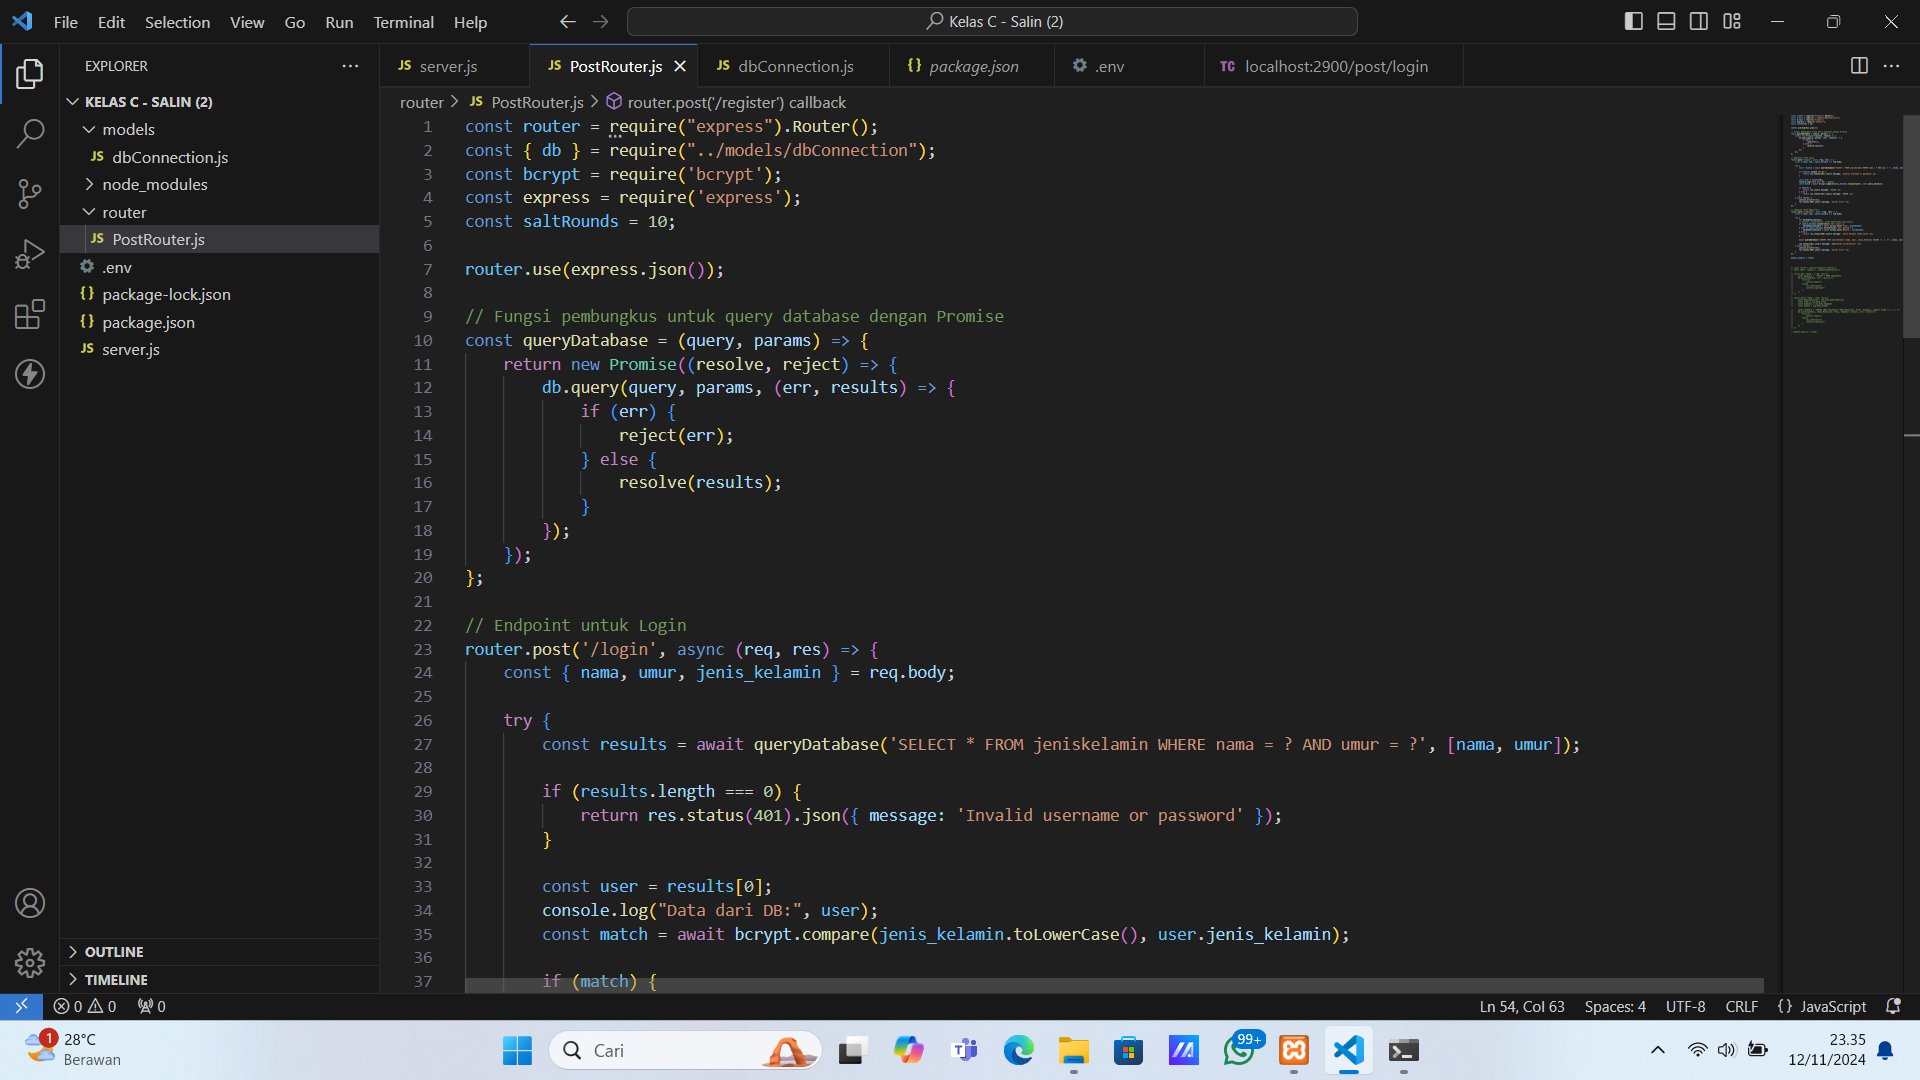 File Edit Selection View Go Run Terminal Help
Kelas C - Salin (2)
EXPLORER
KELAS C - SALIN (2)
models
JS dbConnection.js
node_modules
router
JS PostRouter.js
.env
{} package-lock.json
{} package.json
JS server.js
OUTLINE
TIMELINE
JS server.js
JS PostRouter.js
JS dbConnection.js
{} package.json
.env
TC localhost:2900/post/login
router > JS PostRouter.js > router.post('/register') callback
1 const router = require("express").Router();
2 const { db } = require("../models/dbConnection");
3 const bcrypt = require('bcrypt');
4 const express = require('express');
5 const saltRounds = 10;
6
7 router.use(express.json());
8
9 // Fungsi pembungkus untuk query database dengan Promise
10 const queryDatabase = (query, params) => {
11 return new Promise((resolve, reject) => {
12 db.query(query, params, (err, results) => {
13 if (err) {
14 reject(err);
15 } else {
16 resolve(results);
17 }
18 });
19 });
20 };
21
22 // Endpoint untuk Login
23 router.post('/login', async (req, res) => {
24 const { nama, umur, jenis_kelamin } = req.body;
25
26 try {
27 const results = await queryDatabase('SELECT * FROM jeniskelamin WHERE nama = ? AND umur = ?', [nama, umur]);
28
29 if (results.length === 0) {
30 return res.status(401).json({ message: 'Invalid username or password' });
31 }
32
33 const user = results[0];
34 console.log("Data dari DB:", user);
35 const match = await bcrypt.compare(jenis_kelamin.toLowerCase(), user.jenis_kelamin);
36
37 if (match) {
0 0 0
Ln 54, Col 63 Spaces: 4 UTF-8 CRLF {} JavaScript
1
28°C
Berawan
Cari
99+
23.35
12/11/2024